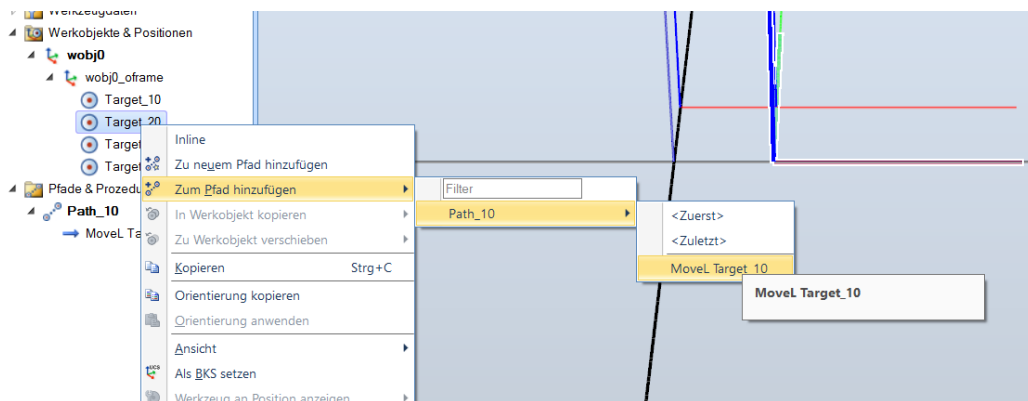 Werkzeugdaten
Werkobjekte & Positionen
wobj0
wobj0_oframe
Target_10
Target_20
Inline
Zu neuem Pfad hinzufügen
Pfade & Prozedu
Zum Pfad hinzufügen
Filter
Path_10
In Werkobjekt kopieren
Path_10
<Zuerst>
MoveL Ta
Zu Werkobjekt verschieben
<Zuletzt>
Kopieren Strg+C
MoveL Target_10
Orientierung kopieren
MoveL Target_10
Orientierung anwenden
Ansicht
UCS
Als BKS setzen
Werkzeug an Position anzeigen